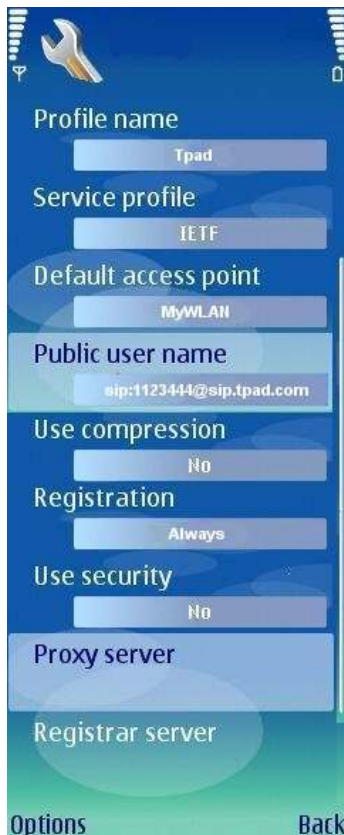 Profile name
Tpad
Service profile
IETF
Default access point
MyWLAN
Public user name
sip:1123444@sip.tpad.com
Use compression
No
Registration
Always
Use security
No
Proxy server
Registrar server
Options Back